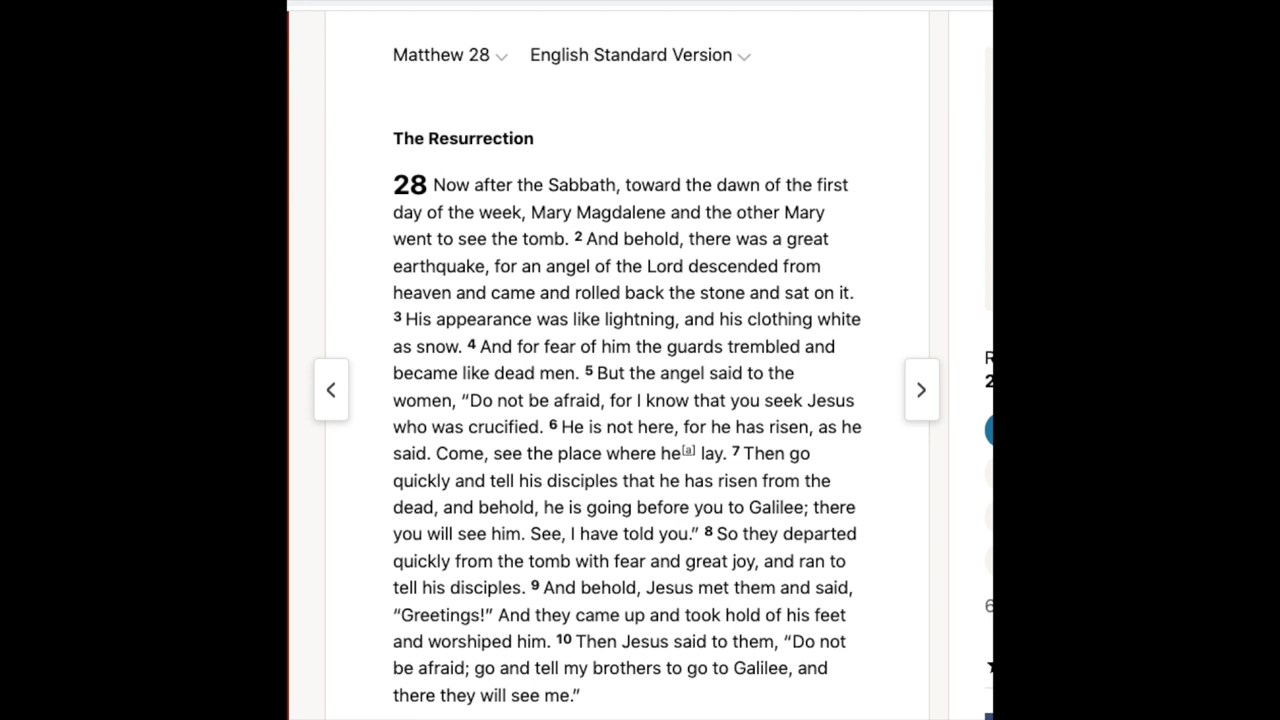 Matthew 28 English Standard Version
The Resurrection
28 Now after the Sabbath, toward the dawn of the first
day of the week, Mary Magdalene and the other Mary
went to see the tomb. 2 And behold, there was a great
earthquake, for an angel of the Lord descended from
heaven and came and rolled back the stone and sat on it.
3 His appearance was like lightning, and his clothing white
as snow. 4 And for fear of him the guards trembled and
became like dead men. 5 But the angel said to the
women, “Do not be afraid, for I know that you seek Jesus
who was crucified. 6 He is not here, for he has risen, as he
said. Come, see the place where he[a] lay. 7 Then go
quickly and tell his disciples that he has risen from the
dead, and behold, he is going before you to Galilee; there
you will see him. See, I have told you.” 8 So they departed
quickly from the tomb with fear and great joy, and ran to
tell his disciples. 9 And behold, Jesus met them and said,
“Greetings!” And they came up and took hold of his feet
and worshiped him. 10 Then Jesus said to them, “Do not
be afraid; go and tell my brothers to go to Galilee, and
there they will see me.”